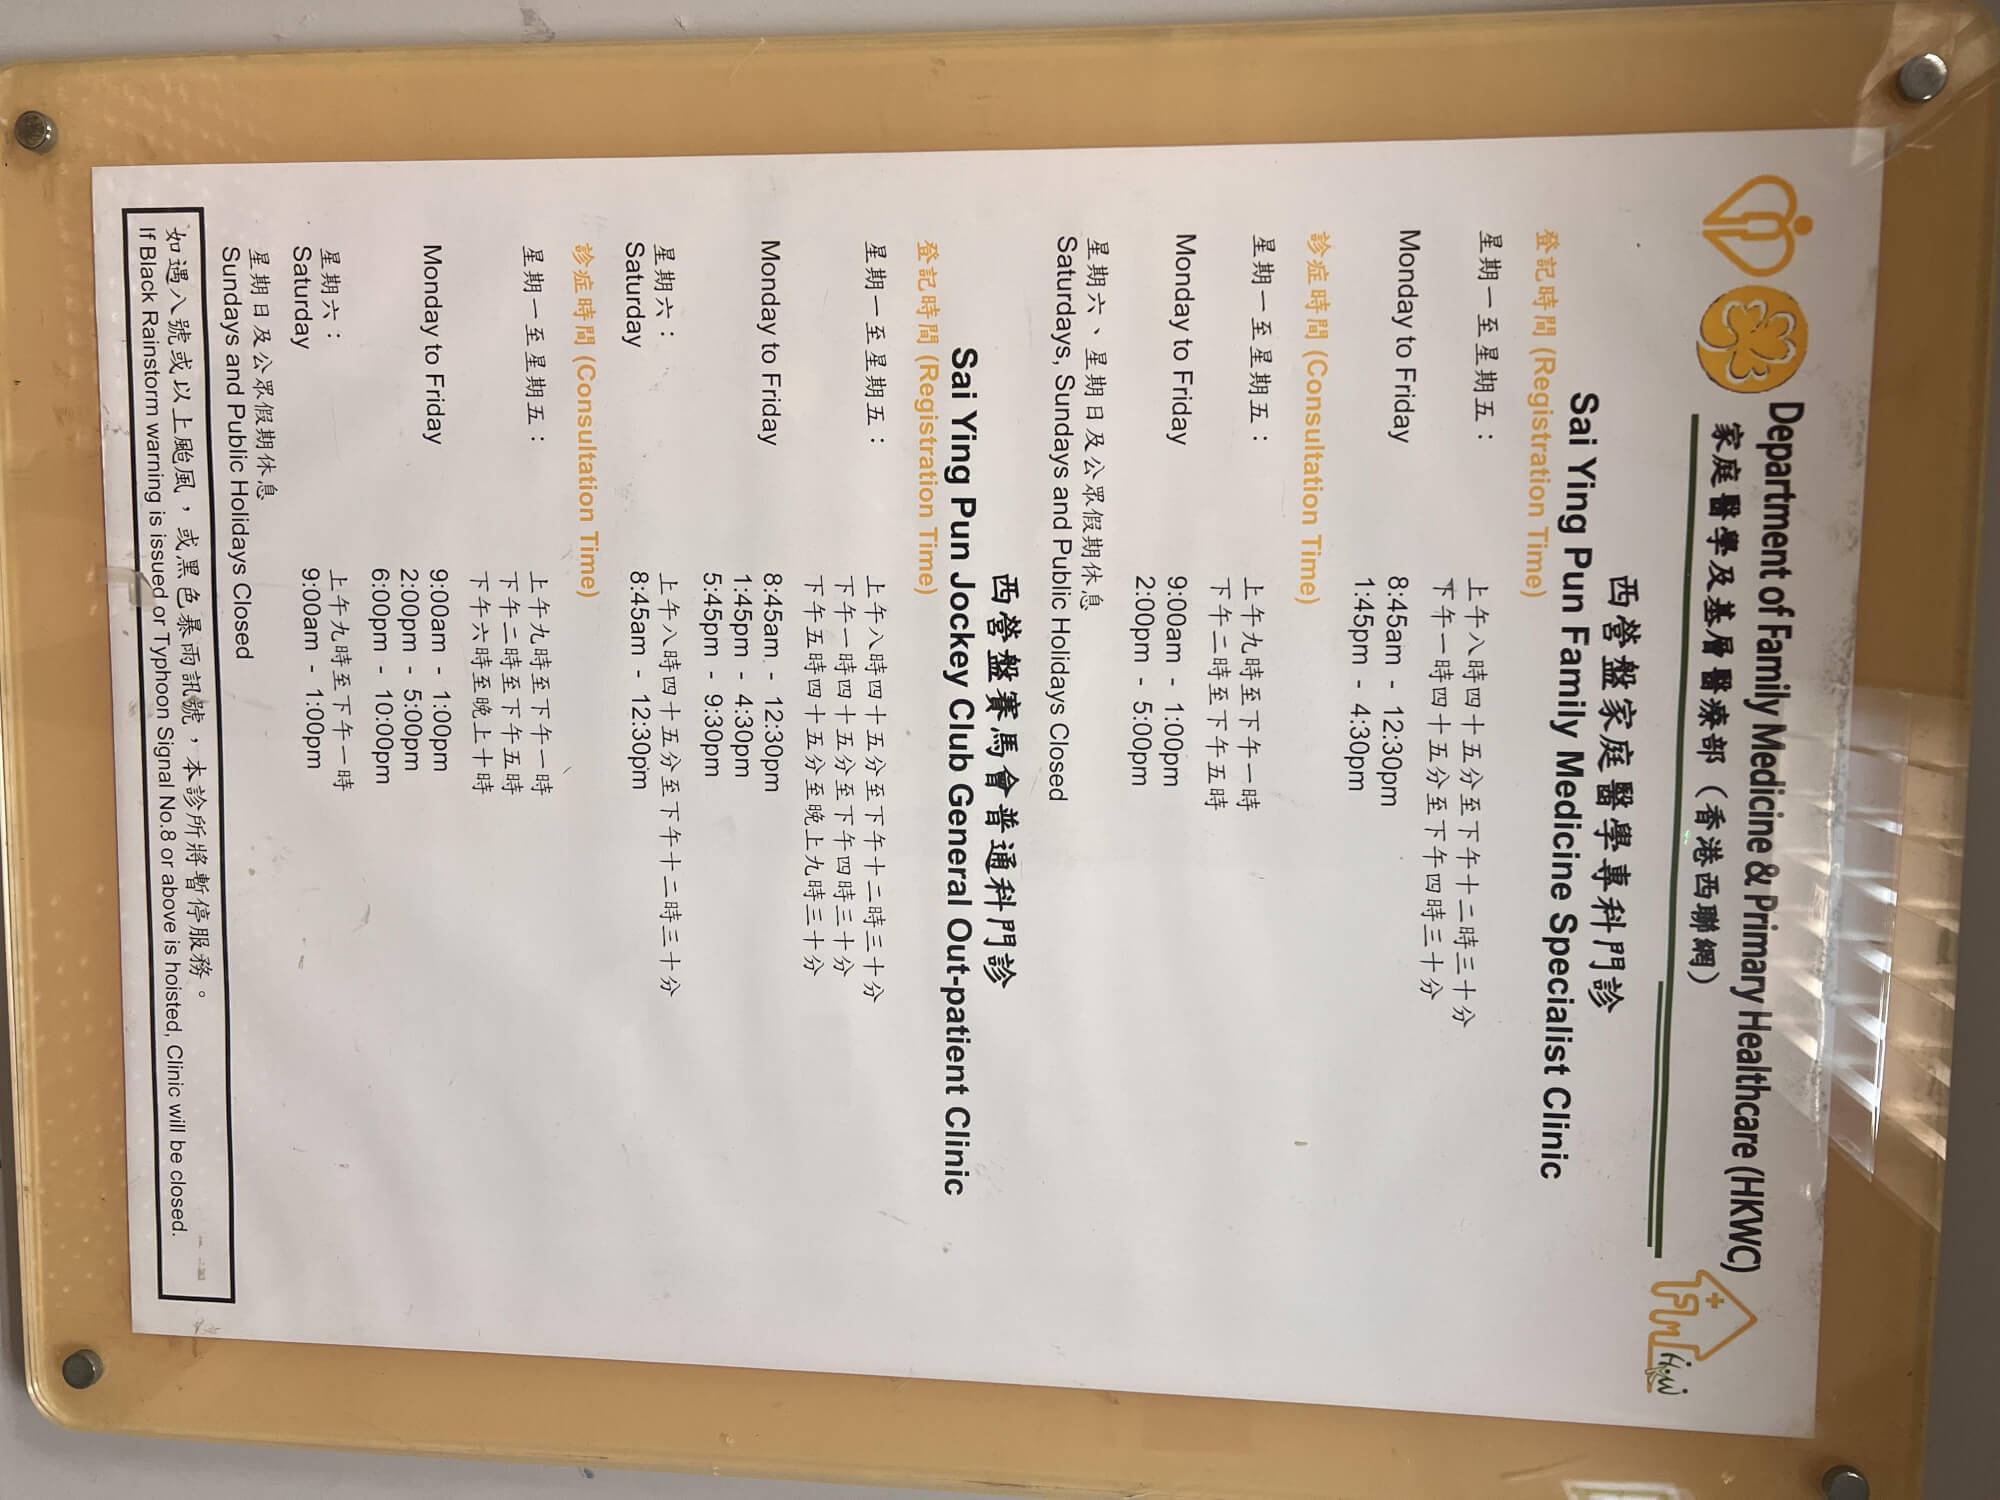 Department of Family Medicine & Primary Healthcare (HKWC)
家庭醫學及基層醫療部（香港西聯網）
西營盤家庭醫學專科門診
Sai Ying Pun Family Medicine Specialist Clinic
登記時間 (Registration Time)
星期一至星期五： 上午八時四十五分至下午十二時三十分
下午一時四十五分至下午四時三十分
Monday to Friday 8:45am - 12:30pm
1:45pm - 4:30pm
診症時間 (Consultation Time)
星期一至星期五： 上午九時至下午一時
下午二時至下午五時
Monday to Friday 9:00am - 1:00pm
2:00pm - 5:00pm
星期六、星期日及公眾假期休息
Saturdays, Sundays and Public Holidays Closed
西營盤賽馬會普通科門診
Sai Ying Pun Jockey Club General Out-patient Clinic
登記時間 (Registration Time)
星期一至星期五： 上午八時四十五分至下午十二時三十分
下午一時四十五分至下午四時三十分
下午五時四十五分至晚上九時三十分
Monday to Friday 8:45am - 12:30pm
1:45pm - 4:30pm
5:45pm - 9:30pm
星期六： 上午八時四十五分至下午十二時三十分
Saturday 8:45am - 12:30pm
診症時間 (Consultation Time)
星期一至星期五： 上午九時至下午一時
下午二時至下午五時
下午六時至晚上十時
Monday to Friday 9:00am - 1:00pm
2:00pm - 5:00pm
6:00pm - 10:00pm
星期六： 上午九時至下午一時
Saturday 9:00am - 1:00pm
星期日及公眾假期休息
Sundays and Public Holidays Closed
如遇八號或以上颱風，或黑色暴雨訊號，本診所將暫停服務。
If Black Rainstorm warning is issued or Typhoon Signal No.8 or above is hoisted, Clinic will be closed.